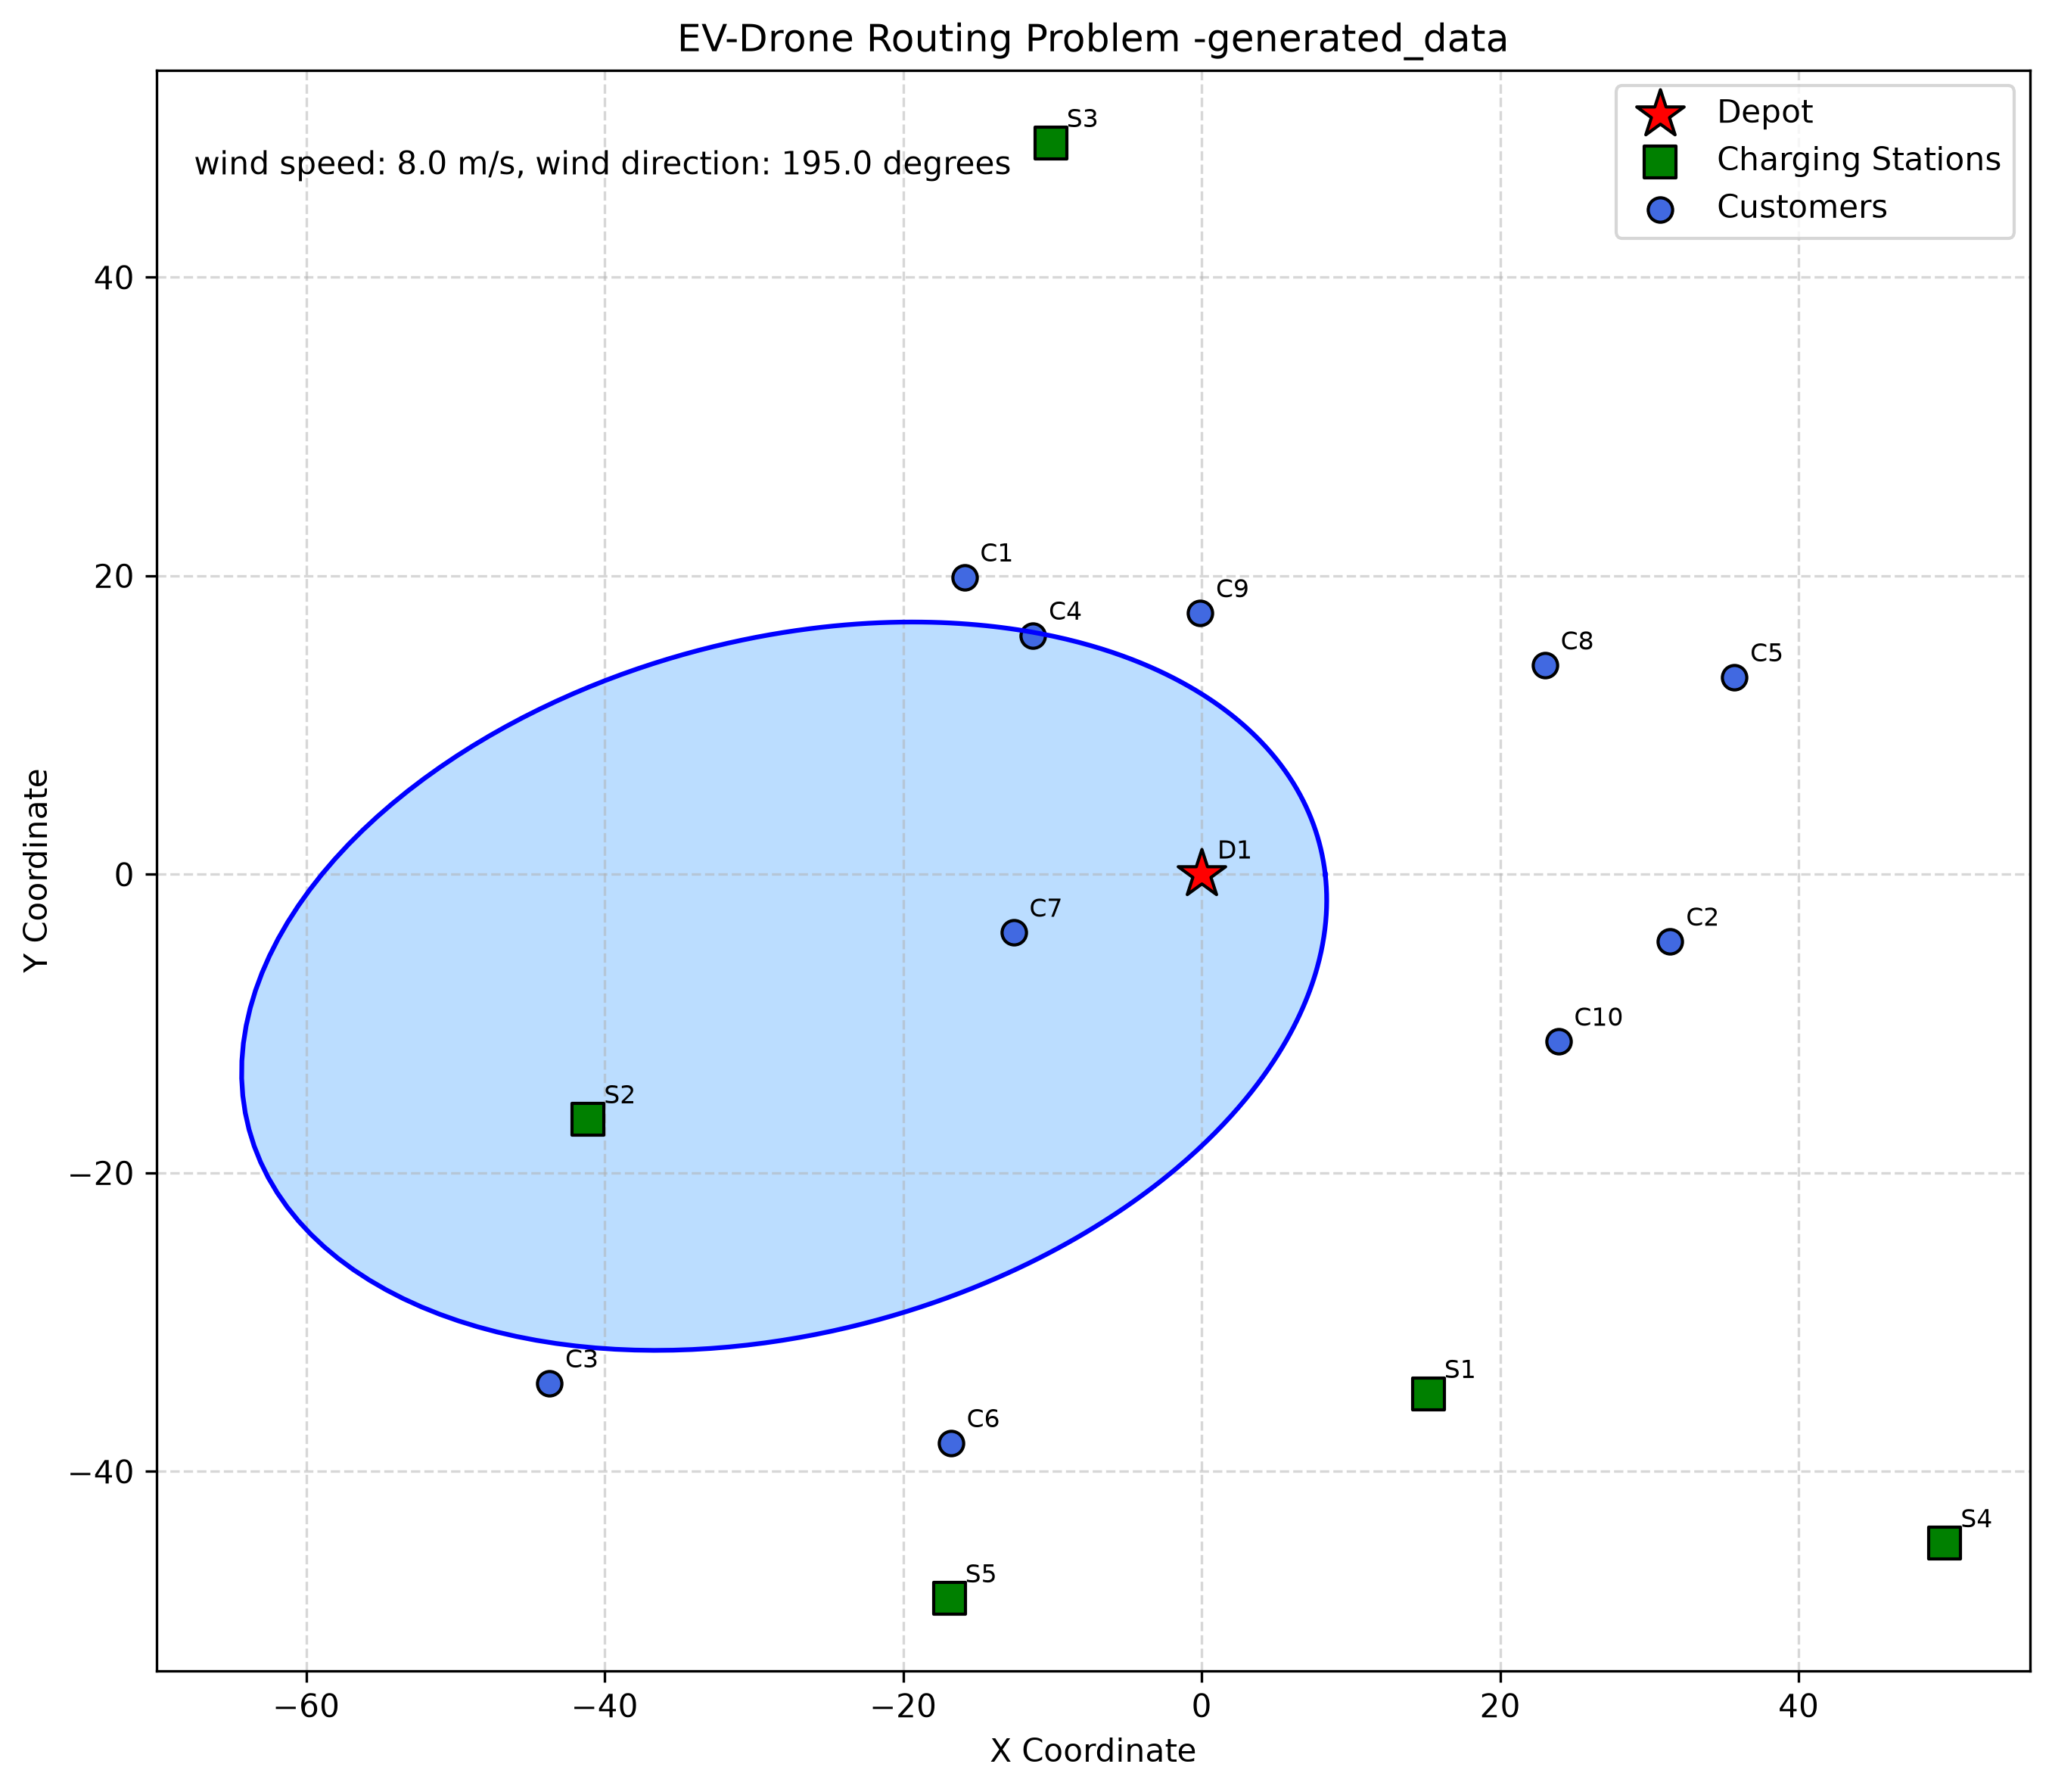 EV-Drone Routing Problem -generated_data
wind speed: 8.0 m/s, wind direction: 195.0 degrees
Depot
Charging Stations
Customers
S3
C1
C9
C4
C8
C5
D1
C7
C2
C10
S2
C3
S1
C6
S4
S5
40
20
0
−20
−40
Y Coordinate
−60
−40
−20
0
20
40
X Coordinate